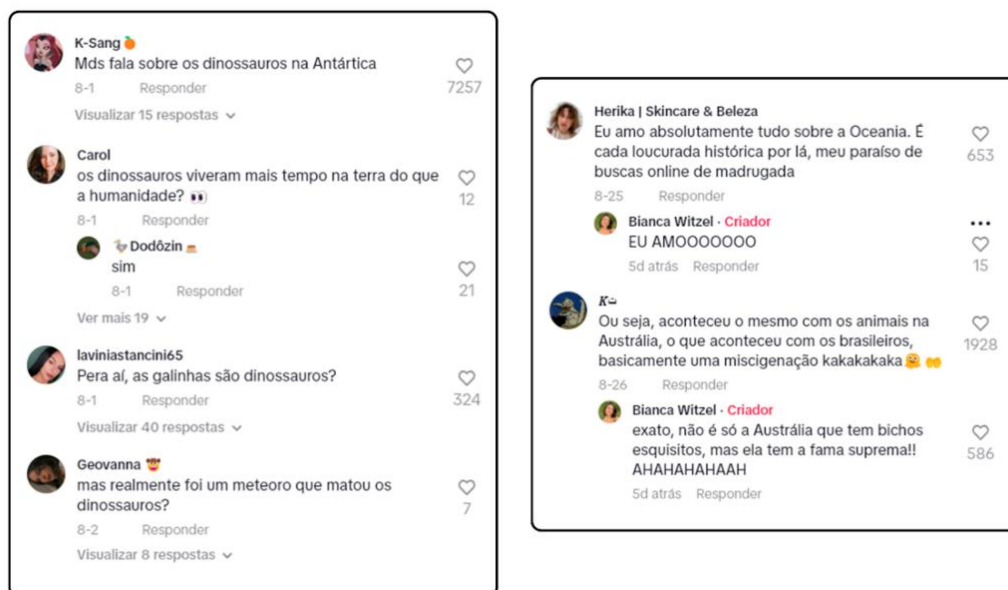 K-Sang🍊
Mds fala sobre os dinossauros na Antártica
8-1 Responder
7257
Visualizar 15 respostas
Carol
os dinossauros viveram mais tempo na terra do que
a humanidade? 👀
12
8-1 Responder
🦤Dodôzin
sim
21
8-1 Responder
Ver mais 19
laviniastancini65
Pera aí, as galinhas são dinossauros?
8-1 Responder
324
Visualizar 40 respostas
Geovanna 🤠
mas realmente foi um meteoro que matou os
dinossauros?
7
8-2 Responder
Visualizar 8 respostas
Herika | Skincare & Beleza
Eu amo absolutamente tudo sobre a Oceania. É
cada loucurada histórica por lá, meu paraíso de
buscas online de madrugada
653
8-25 Responder
Bianca Witzel · Criador
EU AMOOOOOOO
5d atrás Responder
15
K
Ou seja, aconteceu o mesmo com os animais na
Austrália, o que aconteceu com os brasileiros,
basicamente uma miscigenação kakakakaka🤗🤲
1928
8-26 Responder
Bianca Witzel · Criador
exato, não é só a Austrália que tem bichos
esquisitos, mas ela tem a fama suprema!!
AHAHAHAHAAH
586
5d atrás Responder